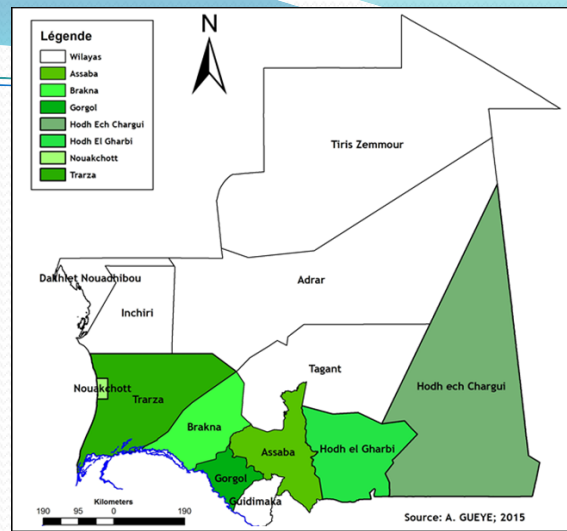 Légende
Wilayas
Assaba
Brakna
Gorgol
Hodh Ech Chargui
Hodh El Gharbi
Nouakchott
Trarza
N
Tiris Zemmour
Dakhlet Nouadhibou
Adrar
Inchiri
Tagant
Hodh ech Chargui
Nouakchott
Trarza
Brakna
Assaba
Hodh el Gharbi
Gorgol
Guidimaka
Kilometers
190 95 0 190
Source: A. GUEYE; 2015